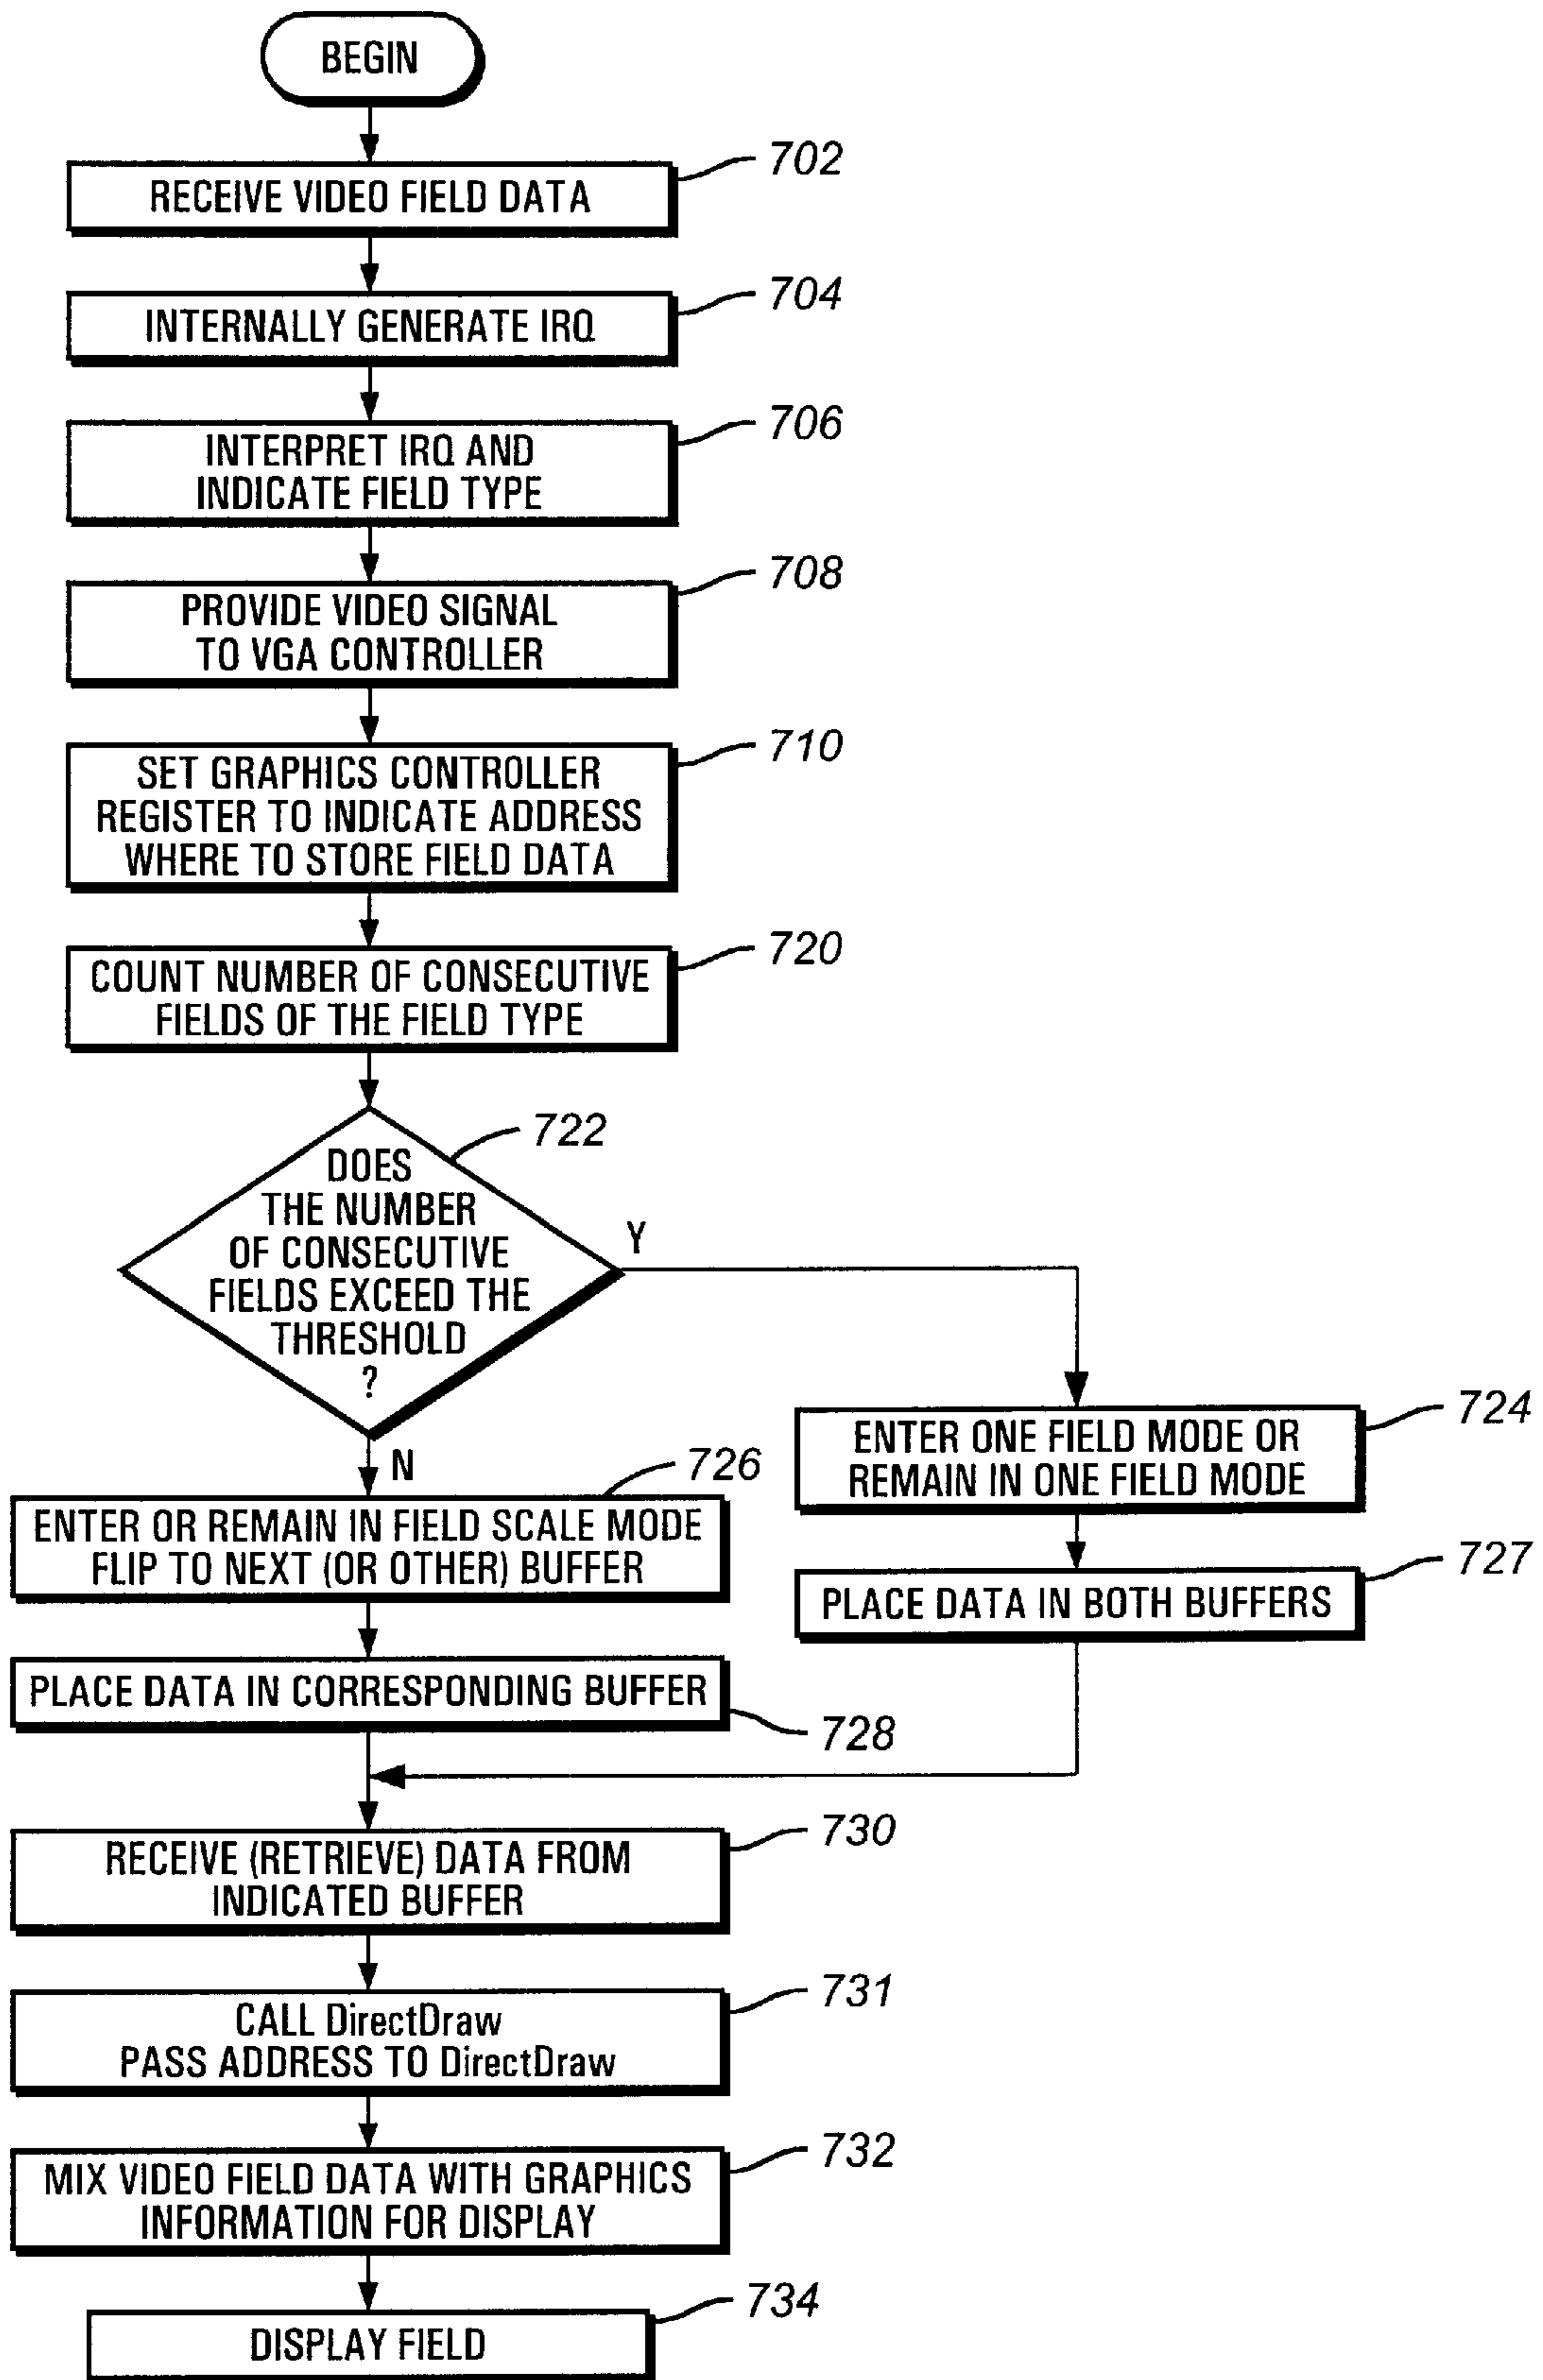 BEGIN
702
RECEIVE VIDEO FIELD DATA
704
INTERNALLY GENERATE IRQ
706
INTERPRET IRQ AND
INDICATE FIELD TYPE
708
PROVIDE VIDEO SIGNAL
TO VGA CONTROLLER
710
SET GRAPHICS CONTROLLER
REGISTER TO INDICATE ADDRESS
WHERE TO STORE FIELD DATA
720
COUNT NUMBER OF CONSECUTIVE
FIELDS OF THE FIELD TYPE
722
DOES
THE NUMBER
OF CONSECUTIVE
FIELDS EXCEED THE
THRESHOLD
?
Y
724
ENTER ONE FIELD MODE OR
REMAIN IN ONE FIELD MODE
727
PLACE DATA IN BOTH BUFFERS
N
726
ENTER OR REMAIN IN FIELD SCALE MODE
FLIP TO NEXT (OR OTHER) BUFFER
PLACE DATA IN CORRESPONDING BUFFER
728
730
RECEIVE (RETRIEVE) DATA FROM
INDICATED BUFFER
731
CALL DirectDraw
PASS ADDRESS TO DirectDraw
732
MIX VIDEO FIELD DATA WITH GRAPHICS
INFORMATION FOR DISPLAY
734
DISPLAY FIELD